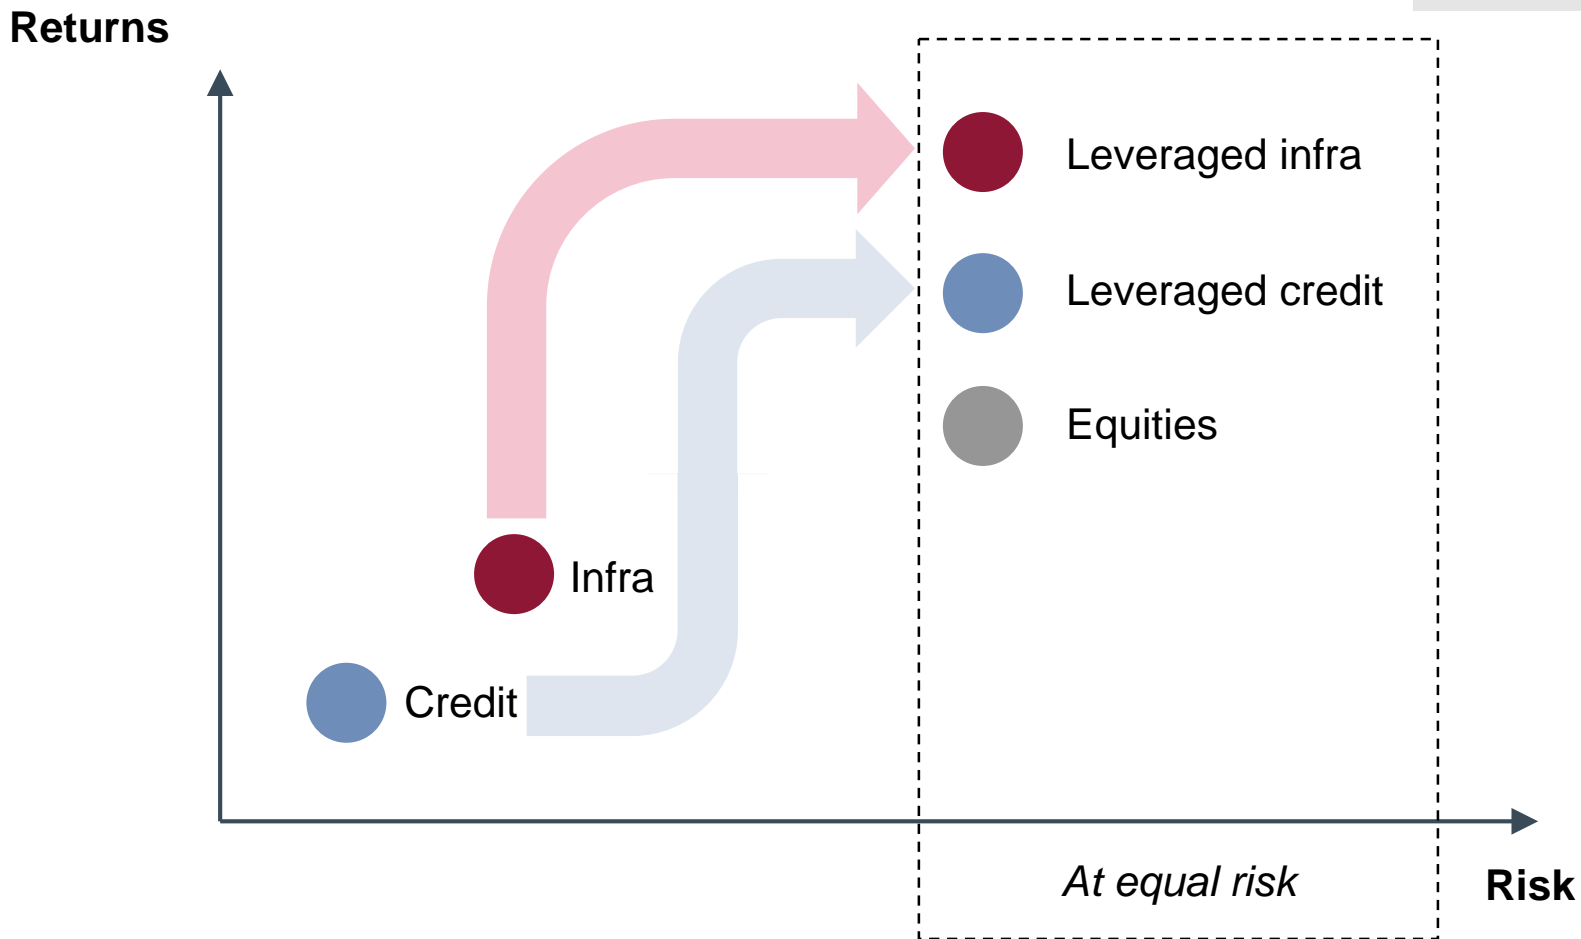 Returns
Leveraged infra
Leveraged credit
Equities
Infra
Credit
At equal risk
Risk